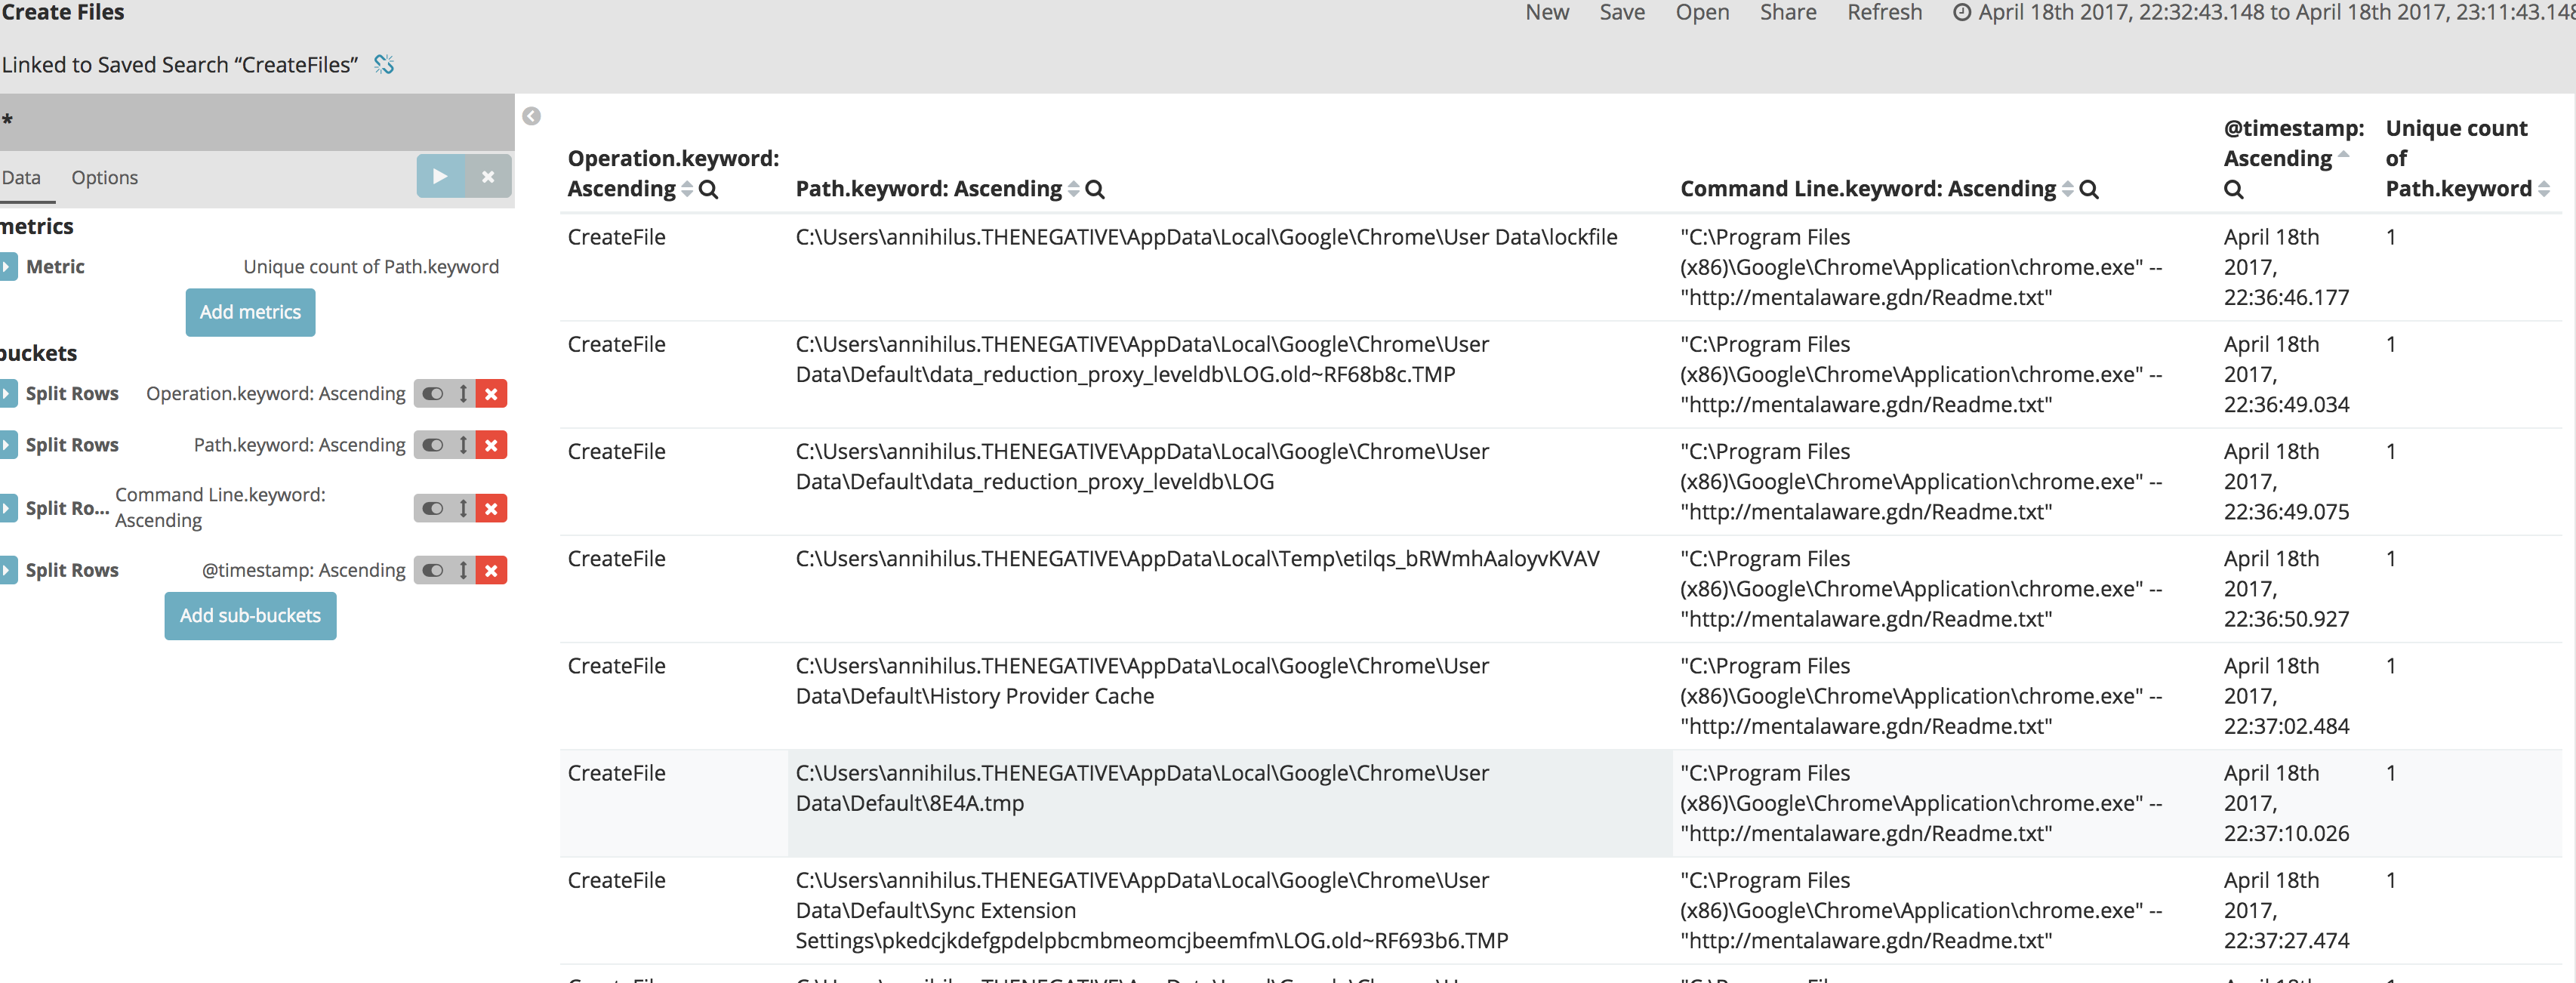 Create Files
New Save Open Share Refresh April 18th 2017, 22:32:43.148 to April 18th 2017, 23:11:43.148
Linked to Saved Search “CreateFiles”
*
Data Options
metrics
Metric Unique count of Path.keyword
Add metrics
buckets
Split Rows Operation.keyword: Ascending
Split Rows Path.keyword: Ascending
Split Ro... Command Line.keyword:
Ascending
Split Rows @timestamp: Ascending
Add sub-buckets
Operation.keyword:
Ascending
Path.keyword: Ascending
Command Line.keyword: Ascending
@timestamp:
Ascending
Unique count
of
Path.keyword
CreateFile
C:\Users\annihilus.THENEGATIVE\AppData\Local\Google\Chrome\User Data\lockfile
"C:\Program Files
(x86)\Google\Chrome\Application\chrome.exe" --
"http://mentalaware.gdn/Readme.txt"
April 18th
2017,
22:36:46.177
1
CreateFile
C:\Users\annihilus.THENEGATIVE\AppData\Local\Google\Chrome\User
Data\Default\data_reduction_proxy_leveldb\LOG.old~RF68b8c.TMP
"C:\Program Files
(x86)\Google\Chrome\Application\chrome.exe" --
"http://mentalaware.gdn/Readme.txt"
April 18th
2017,
22:36:49.034
1
CreateFile
C:\Users\annihilus.THENEGATIVE\AppData\Local\Google\Chrome\User
Data\Default\data_reduction_proxy_leveldb\LOG
"C:\Program Files
(x86)\Google\Chrome\Application\chrome.exe" --
"http://mentalaware.gdn/Readme.txt"
April 18th
2017,
22:36:49.075
1
CreateFile
C:\Users\annihilus.THENEGATIVE\AppData\Local\Temp\etilqs_bRWmhAaloyvKVAV
"C:\Program Files
(x86)\Google\Chrome\Application\chrome.exe" --
"http://mentalaware.gdn/Readme.txt"
April 18th
2017,
22:36:50.927
1
CreateFile
C:\Users\annihilus.THENEGATIVE\AppData\Local\Google\Chrome\User
Data\Default\History Provider Cache
"C:\Program Files
(x86)\Google\Chrome\Application\chrome.exe" --
"http://mentalaware.gdn/Readme.txt"
April 18th
2017,
22:37:02.484
1
CreateFile
C:\Users\annihilus.THENEGATIVE\AppData\Local\Google\Chrome\User
Data\Default\8E4A.tmp
"C:\Program Files
(x86)\Google\Chrome\Application\chrome.exe" --
"http://mentalaware.gdn/Readme.txt"
April 18th
2017,
22:37:10.026
1
CreateFile
C:\Users\annihilus.THENEGATIVE\AppData\Local\Google\Chrome\User
Data\Default\Sync Extension
Settings\pkedcjkdefgpdelpbcmbmeomcjbeemfm\LOG.old~RF693b6.TMP
"C:\Program Files
(x86)\Google\Chrome\Application\chrome.exe" --
"http://mentalaware.gdn/Readme.txt"
April 18th
2017,
22:37:27.474
1